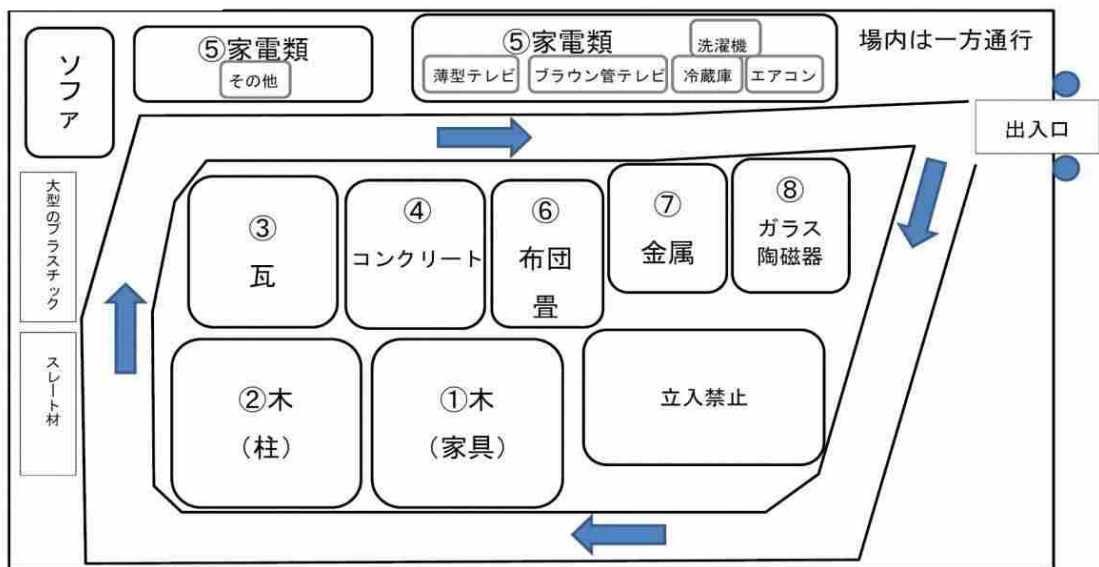 ⑤家電類
その他
⑤家電類
洗濯機
薄型テレビ
ブラウン管テレビ
冷蔵庫
エアコン
場内は一方通行
出入口
ソファ
大型のプラスチック
スレート材
③
瓦
④
コンクリート
⑥
布団
畳
⑦
金属
⑧
ガラス
陶磁器
②木
（柱）
①木
（家具）
立入禁止